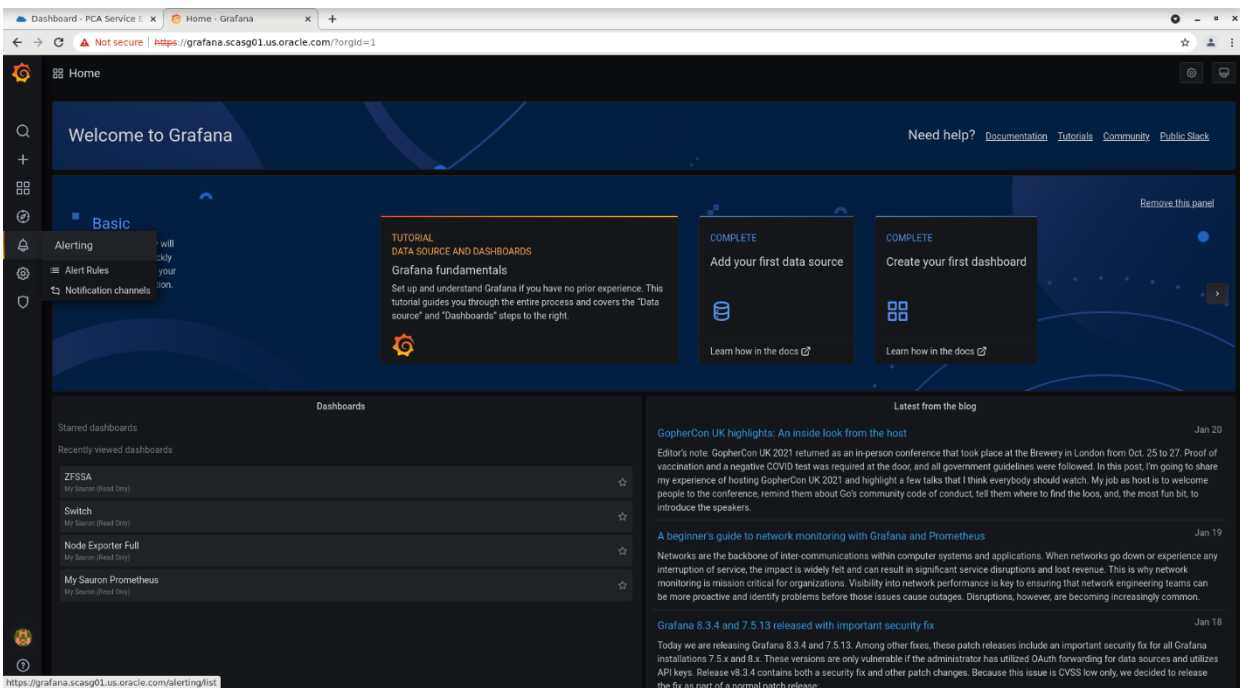 Dashboard - PCA Service E
Home - Grafana
Not secure | https://grafana.scasg01.us.oracle.com/?orgId=1
Home
Welcome to Grafana
Need help? Documentation Tutorials Community Public Slack
Remove this panel
Basic
will
ckly
your
tion.
Alerting
Alert Rules
Notification channels
TUTORIAL
DATA SOURCE AND DASHBOARDS
Grafana fundamentals
Set up and understand Grafana if you have no prior experience. This
tutorial guides you through the entire process and covers the “Data
source” and “Dashboards” steps to the right.
COMPLETE
Add your first data source
Learn how in the docs
COMPLETE
Create your first dashboard
Learn how in the docs
Dashboards
Starred dashboards
Recently viewed dashboards
ZFSSA
My Sauron (Read Only)
Switch
My Sauron (Read Only)
Node Exporter Full
My Sauron (Read Only)
My Sauron Prometheus
My Sauron (Read Only)
Latest from the blog
GopherCon UK highlights: An inside look from the host
Jan 20
Editor's note: GopherCon UK 2021 returned as an in-person conference that took place at the Brewery in London from Oct. 25 to 27. Proof of
vaccination and a negative COVID test was required at the door, and all government guidelines were followed. In this post, I'm going to share
my experience of hosting GopherCon UK 2021 and highlight a few talks that I think everybody should watch. My job as host is to welcome
people to the conference, remind them about Go's community code of conduct, tell them where to find the loos, and, the most fun bit, to
introduce the speakers.
A beginner's guide to network monitoring with Grafana and Prometheus
Jan 19
Networks are the backbone of inter-communications within computer systems and applications. When networks go down or experience any
interruption of service, the impact is widely felt and can result in significant service disruptions and lost revenue. This is why network
monitoring is mission critical for organizations. Visibility into network performance is key to ensuring that network engineering teams can
be more proactive and identify problems before those issues cause outages. Disruptions, however, are becoming increasingly common.
Grafana 8.3.4 and 7.5.13 released with important security fix
Jan 18
Today we are releasing Grafana 8.3.4 and 7.5.13. Among other fixes, these patch releases include an important security fix for all Grafana
installations 7.5.x and 8.x. These versions are only vulnerable if the administrator has utilized OAuth forwarding for data sources and utilizes
API keys. Release v8.3.4 contains both a security fix and other patch changes. Because this issue is CVSS low only, we decided to release
the fix as part of a normal patch release:
https://grafana.scasg01.us.oracle.com/alerting/list